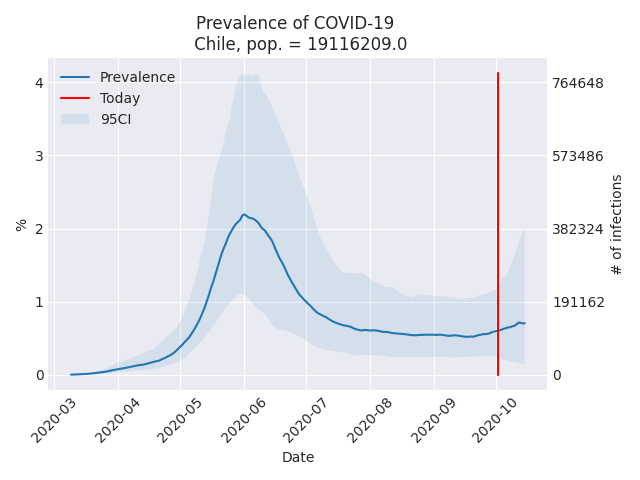 Prevalence of COVID-19
Chile, pop. = 19116209.0
Prevalence
Today
95CI
4
3
2
1
0
%
764648
573486
382324
191162
0
# of infections
2020-03
2020-04
2020-05
2020-06
2020-07
2020-08
2020-09
2020-10
Date